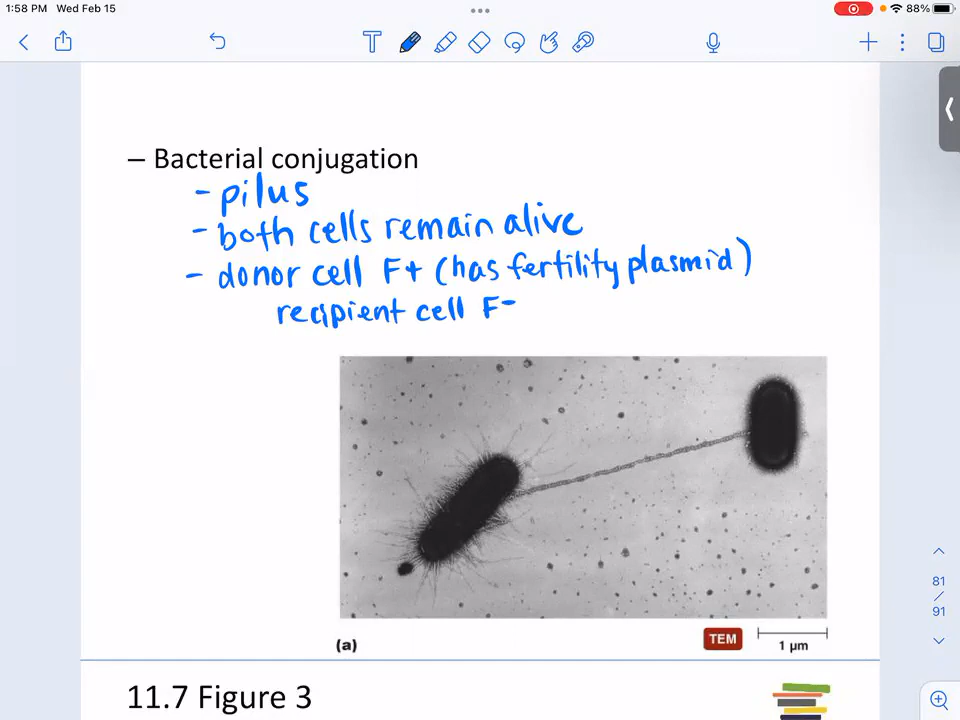 1:58 PM Wed Feb 15
88%
T
– Bacterial conjugation
- pilus
- both cells remain alive
- donor cell F+ (has fertility plasmid)
recipient cell F-
81
/
91
(a)
TEM
1 µm
11.7 Figure 3